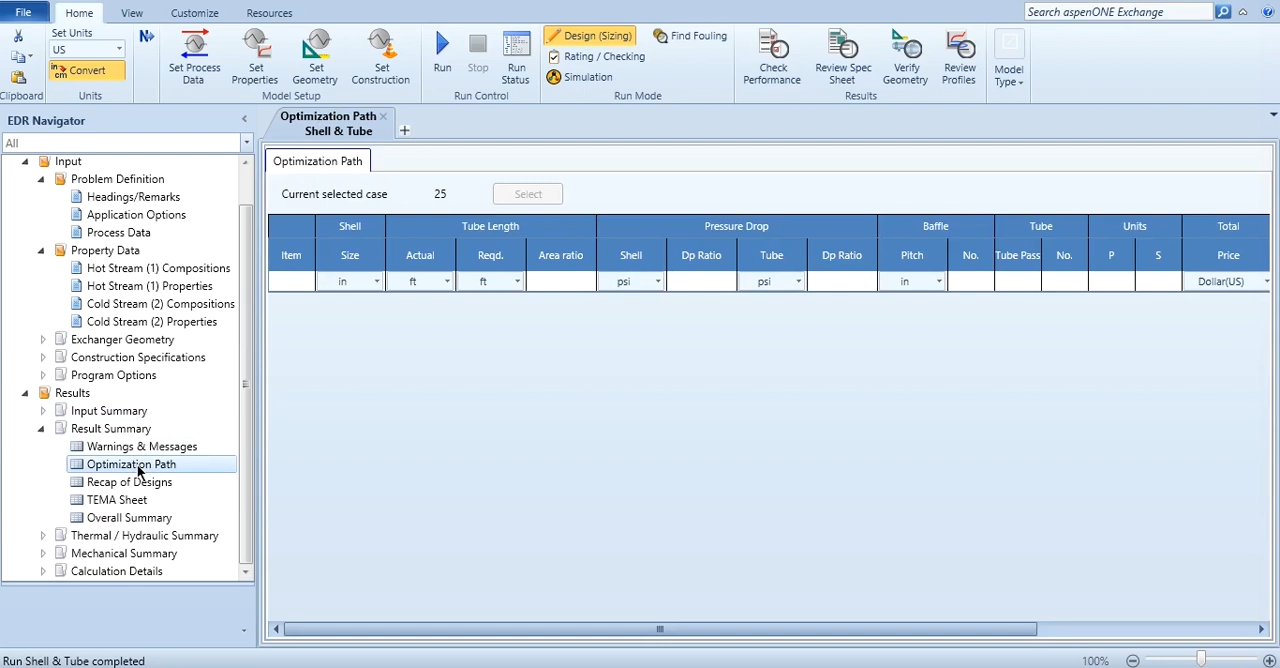 File Home View Customize Resources Search aspenONE Exchange
Set Units
US
Convert
Clipboard
Units
Set Process Data
Set Properties
Set Geometry
Set Construction
Model Setup
Run
Stop
Run Status
Run Control
Design (Sizing)
Rating / Checking
Simulation
Find Fouling
Run Mode
Check Performance
Review Spec Sheet
Verify Geometry
Review Profiles
Results
Model Type
EDR Navigator
All
Input
Problem Definition
Headings/Remarks
Application Options
Process Data
Property Data
Hot Stream (1) Compositions
Hot Stream (1) Properties
Cold Stream (2) Compositions
Cold Stream (2) Properties
Exchanger Geometry
Construction Specifications
Program Options
Results
Input Summary
Result Summary
Warnings & Messages
Optimization Path
Recap of Designs
TEMA Sheet
Overall Summary
Thermal / Hydraulic Summary
Mechanical Summary
Calculation Details
Optimization Path
Shell & Tube
Optimization Path
Current selected case 25 Select
Shell Tube Length Pressure Drop Baffle Tube Units Total
Item Size Actual Reqd. Area ratio Shell Dp Ratio Tube Dp Ratio Pitch No. Tube Pass No. P S Price
in ft ft psi psi in Dollar(US)
Run Shell & Tube completed 100%